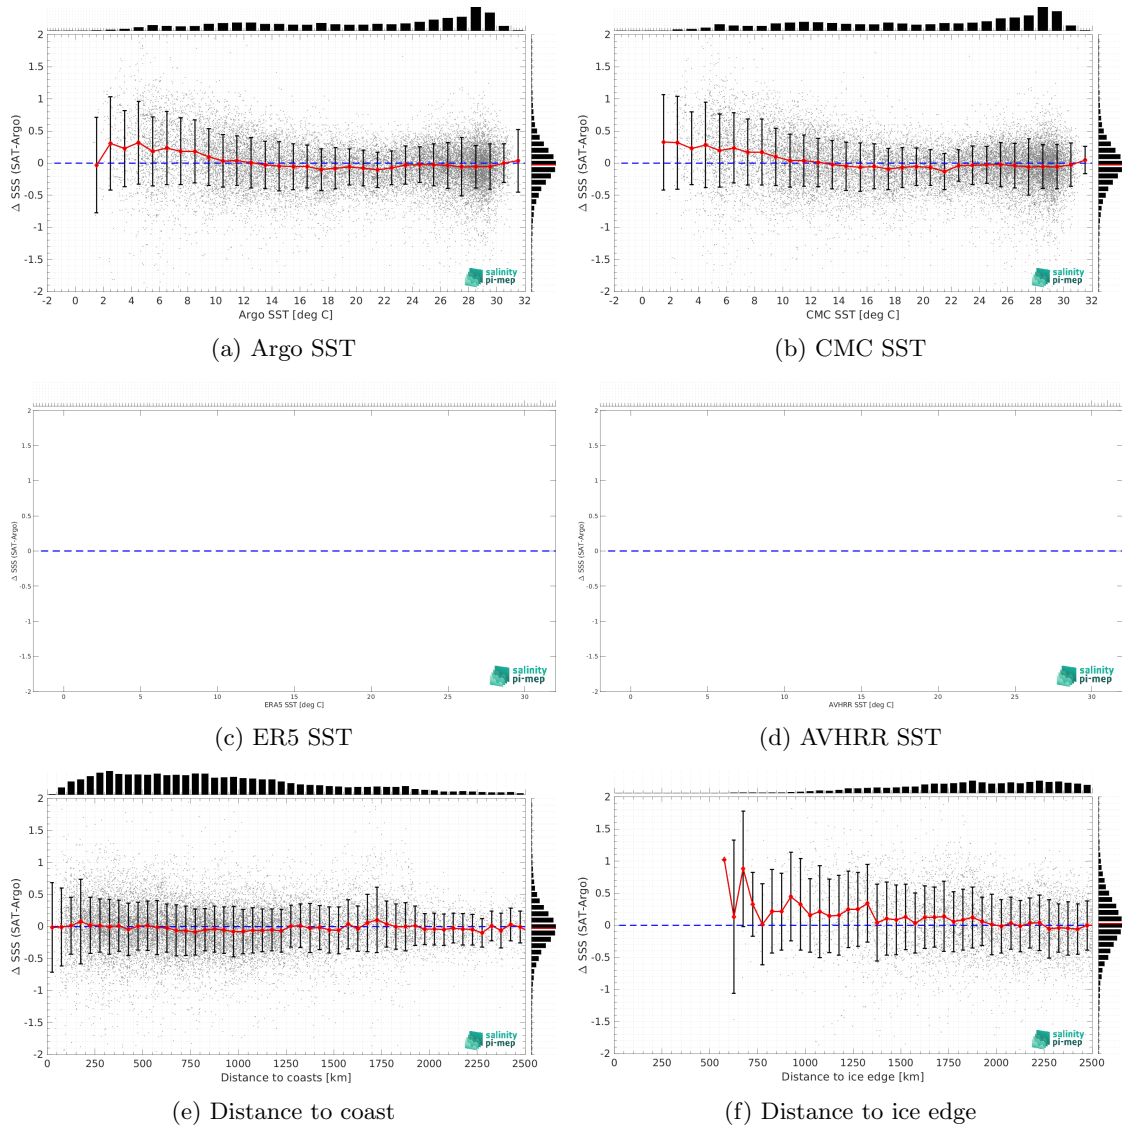 2
1.5
1
0.5
0
-0.5
-1
-1.5
-2
Δ SSS (SAT-Argo)
salinity
pi-mep
-2 0 2 4 6 8 10 12 14 16 18 20 22 24 26 28 30 32
Argo SST [deg C]
(a) Argo SST
2
1.5
1
0.5
0
-0.5
-1
-1.5
-2
Δ SSS (SAT-Argo)
salinity
pi-mep
-2 0 2 4 6 8 10 12 14 16 18 20 22 24 26 28 30 32
CMC SST [deg C]
(b) CMC SST
2
1.5
1
0.5
0
-0.5
-1
-1.5
-2
Δ SSS (SAT-Argo)
salinity
pi-mep
0 5 10 15 20 25 30
ERA5 SST [deg C]
(c) ER5 SST
2
1.5
1
0.5
0
-0.5
-1
-1.5
-2
Δ SSS (SAT-Argo)
salinity
pi-mep
0 5 10 15 20 25 30
AVHRR SST [deg C]
(d) AVHRR SST
2
1.5
1
0.5
0
-0.5
-1
-1.5
-2
Δ SSS (SAT-Argo)
salinity
pi-mep
0 250 500 750 1000 1250 1500 1750 2000 2250 2500
Distance to coasts [km]
(e) Distance to coast
2
1.5
1
0.5
0
-0.5
-1
-1.5
-2
Δ SSS (SAT-Argo)
salinity
pi-mep
0 250 500 750 1000 1250 1500 1750 2000 2250 2500
Distance to ice edge [km]
(f) Distance to ice edge